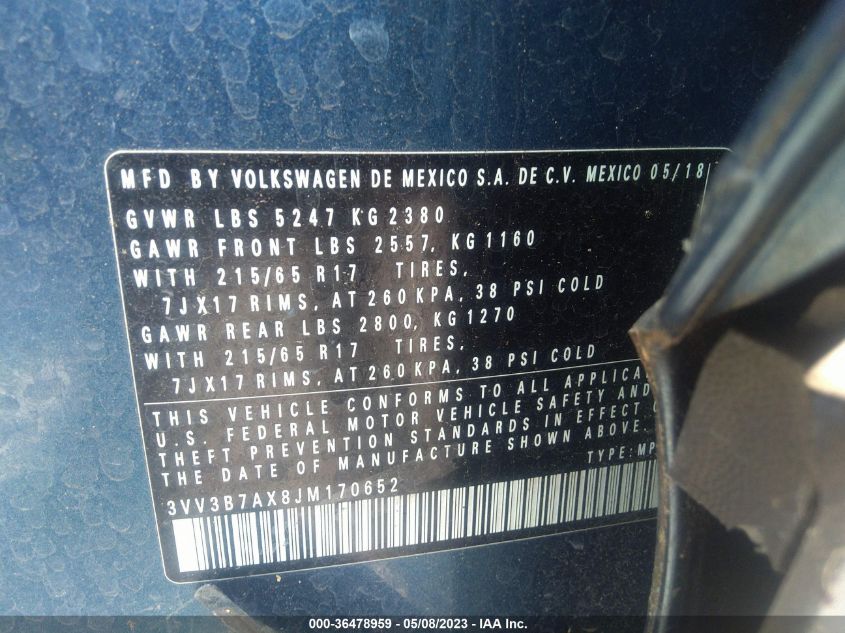 MFD BY VOLKSWAGEN DE MEXICO S.A. DE C.V. MEXICO 05/18
GVWR LBS 5247 KG 2380
GAWR FRONT LBS 2557, KG 1160
WITH 215/65 R17 TIRES,
7JX17 RIMS, AT 260 KPA, 38 PSI COLD
GAWR REAR LBS 2800, KG 1270
WITH 215/65 R17 TIRES,
7JX17 RIMS, AT 260 KPA, 38 PSI COLD
THIS VEHICLE CONFORMS TO ALL APPLICA
U.S. FEDERAL MOTOR VEHICLE SAFETY AND
THEFT PREVENTION STANDARDS IN EFFECT O
THE DATE OF MANUFACTURE SHOWN ABOVE.
TYPE: MP
3VV3B7AX8JM170652
000-36478959 - 05/08/2023 - IAA Inc.